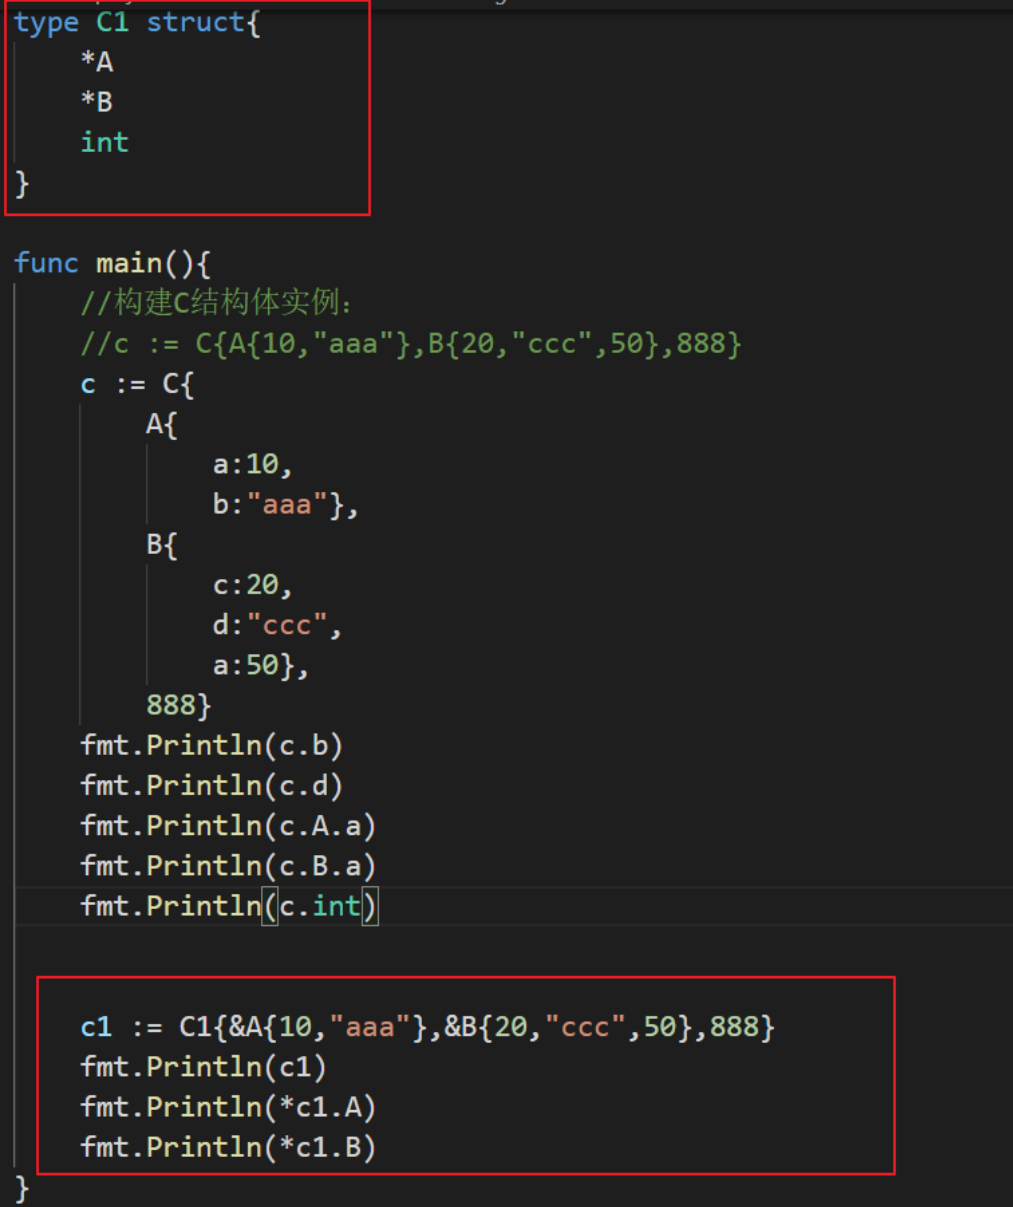 type C1 struct{
    *A
    *B
    int
}

func main(){
    //构建C结构体实例：
    //c := C{A{10,"aaa"},B{20,"ccc",50},888}
    c := C{
        A{
            a:10,
            b:"aaa"},
        B{
            c:20,
            d:"ccc",
            a:50},
        888}
    fmt.Println(c.b)
    fmt.Println(c.d)
    fmt.Println(c.A.a)
    fmt.Println(c.B.a)
    fmt.Println(c.int)

    c1 := C1{&A{10,"aaa"},&B{20,"ccc",50},888}
    fmt.Println(c1)
    fmt.Println(*c1.A)
    fmt.Println(*c1.B)
}